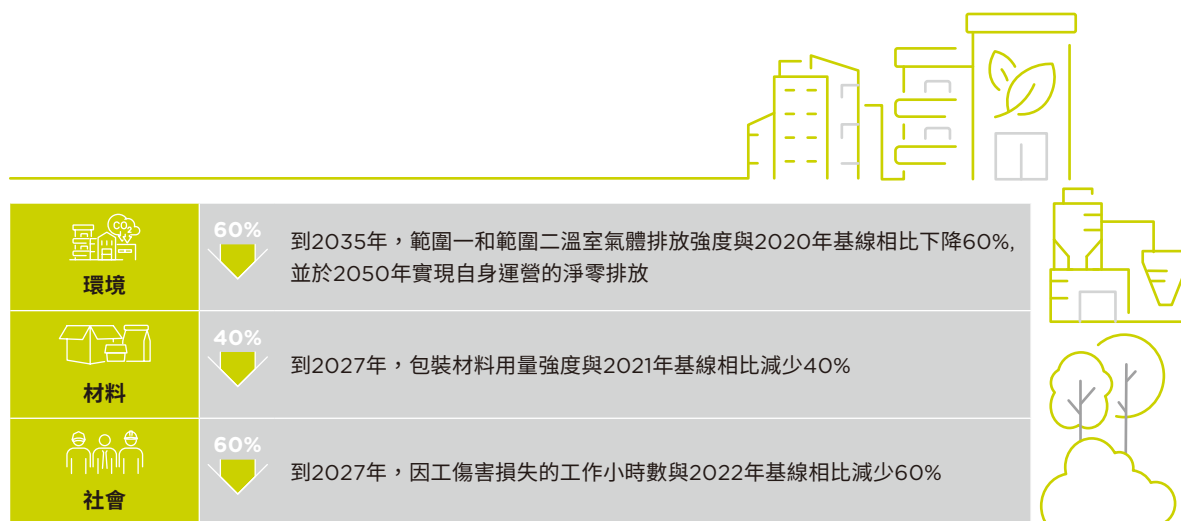 CO2
環境
60%
到2035年，範圍一和範圍二溫室氣體排放強度與2020年基線相比下降60%,
並於2050年實現自身運營的淨零排放
材料
40%
到2027年，包裝材料用量強度與2021年基線相比減少40%
社會
60%
到2027年，因工傷害損失的工作小時數與2022年基線相比減少60%